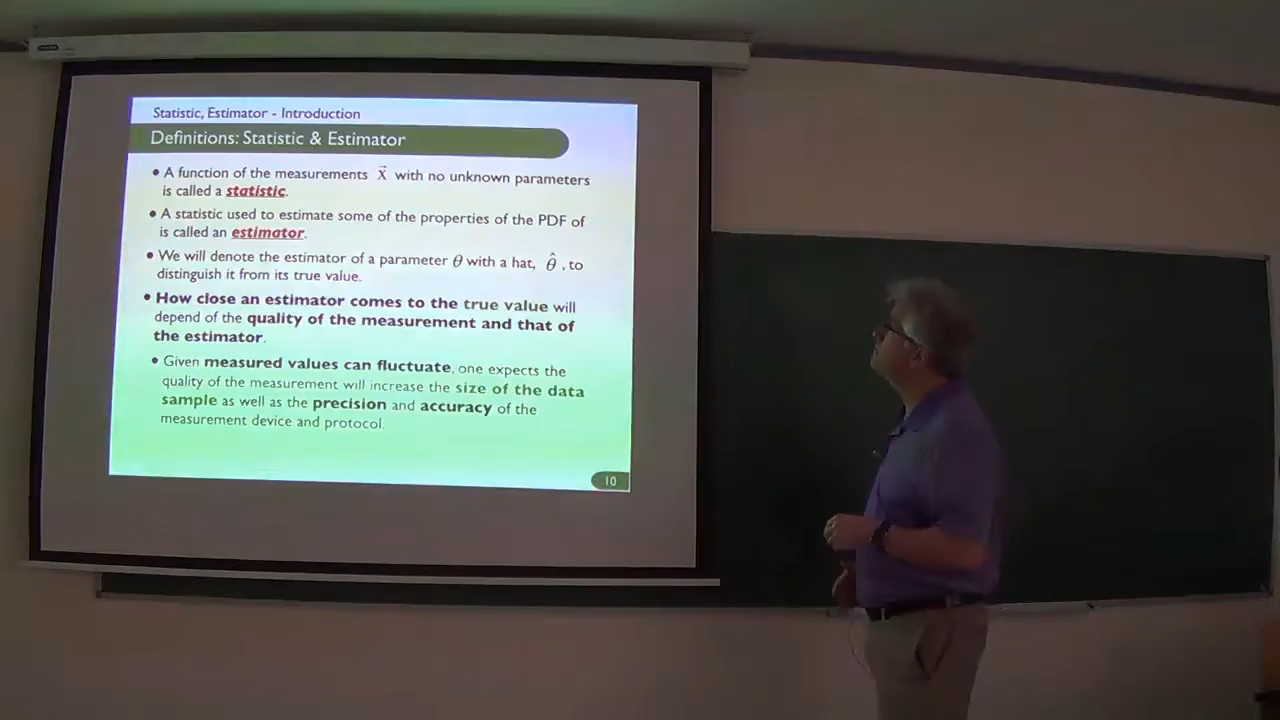 Statistic, Estimator - Introduction
Definitions: Statistic & Estimator
• A function of the measurements x⃗ with no unknown parameters
is called a statistic.
• A statistic used to estimate some of the properties of the PDF of
is called an estimator.
• We will denote the estimator of a parameter θ with a hat, θ̂ , to
distinguish it from its true value.
• How close an estimator comes to the true value will
depend of the quality of the measurement and that of
the estimator.
• Given measured values can fluctuate, one expects the
quality of the measurement will increase the size of the data
sample as well as the precision and accuracy of the
measurement device and protocol.
10